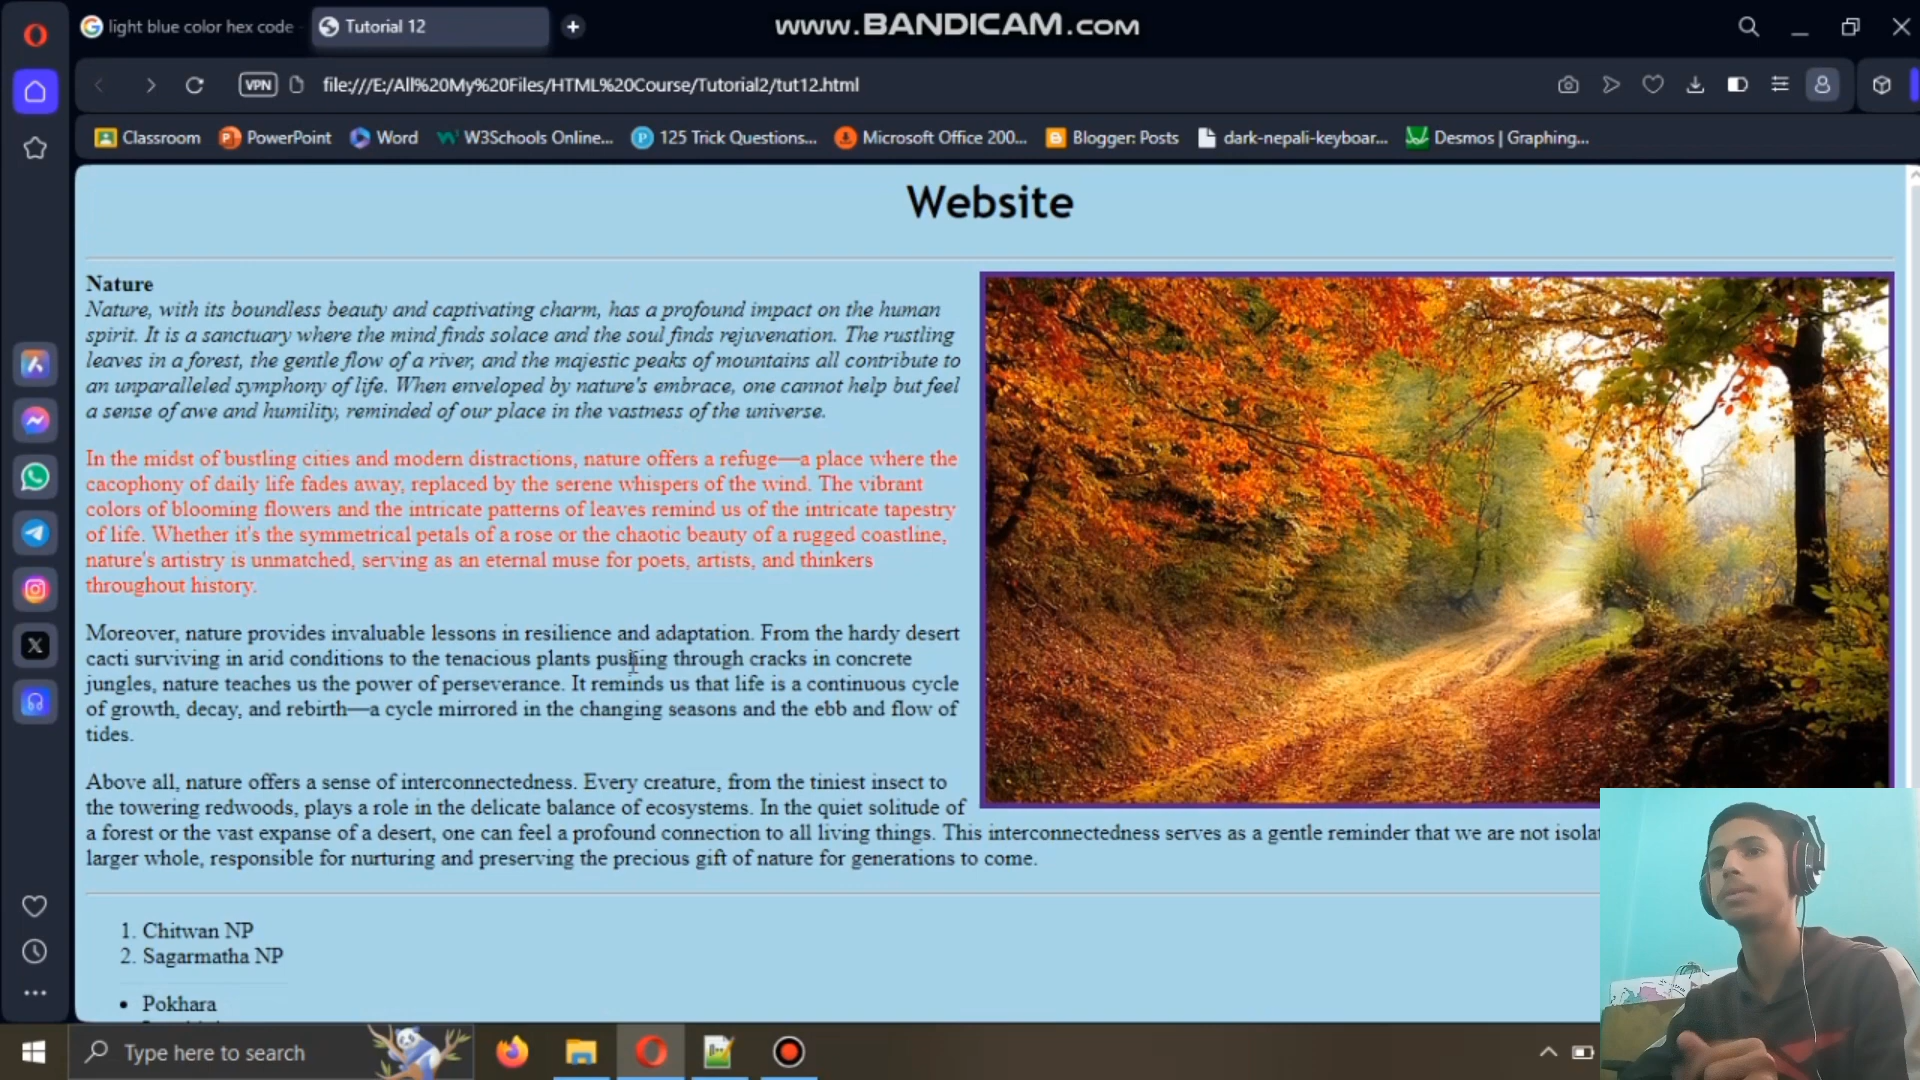 light blue color hex code
Tutorial 12
www.BANDICAM.com
VPN
file:///E:/All%20My%20Files/HTML%20Course/Tutorial2/tut12.html
Classroom
PowerPoint
Word
W3Schools Online...
125 Trick Questions...
Microsoft Office 200...
Blogger: Posts
dark-nepali-keyboar...
Desmos | Graphing...
Website
Nature
Nature, with its boundless beauty and captivating charm, has a profound impact on the human
spirit. It is a sanctuary where the mind finds solace and the soul finds rejuvenation. The rustling
leaves in a forest, the gentle flow of a river, and the majestic peaks of mountains all contribute to
an unparalleled symphony of life. When enveloped by nature's embrace, one cannot help but feel
a sense of awe and humility, reminded of our place in the vastness of the universe.
In the midst of bustling cities and modern distractions, nature offers a refuge—a place where the
cacophony of daily life fades away, replaced by the serene whispers of the wind. The vibrant
colors of blooming flowers and the intricate patterns of leaves remind us of the intricate tapestry
of life. Whether it's the symmetrical petals of a rose or the chaotic beauty of a rugged coastline,
nature's artistry is unmatched, serving as an eternal muse for poets, artists, and thinkers
throughout history.
Moreover, nature provides invaluable lessons in resilience and adaptation. From the hardy desert
cacti surviving in arid conditions to the tenacious plants pushing through cracks in concrete
jungles, nature teaches us the power of perseverance. It reminds us that life is a continuous cycle
of growth, decay, and rebirth—a cycle mirrored in the changing seasons and the ebb and flow of
tides.
Above all, nature offers a sense of interconnectedness. Every creature, from the tiniest insect to
the towering redwoods, plays a role in the delicate balance of ecosystems. In the quiet solitude of
a forest or the vast expanse of a desert, one can feel a profound connection to all living things. This interconnectedness serves as a gentle reminder that we are not isola
larger whole, responsible for nurturing and preserving the precious gift of nature for generations to come.
1. Chitwan NP
2. Sagarmatha NP
• Pokhara
Type here to search